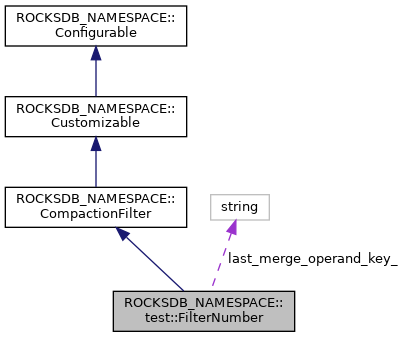 ROCKSDB_NAMESPACE::
Configurable
ROCKSDB_NAMESPACE::
Customizable
ROCKSDB_NAMESPACE::
CompactionFilter
string
last_merge_operand_key_
ROCKSDB_NAMESPACE::
test::FilterNumber